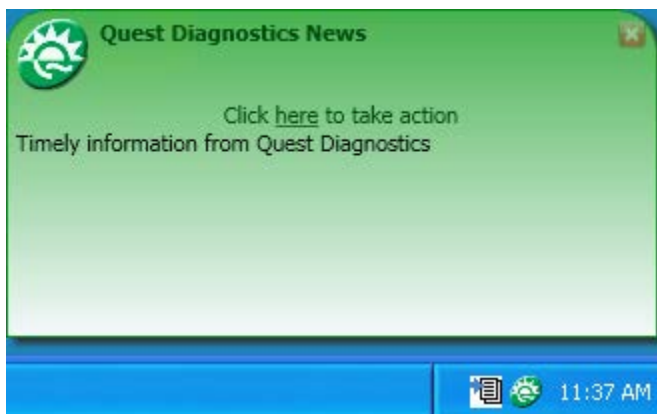 Quest Diagnostics News
Click here to take action
Timely information from Quest Diagnostics
11:37 AM